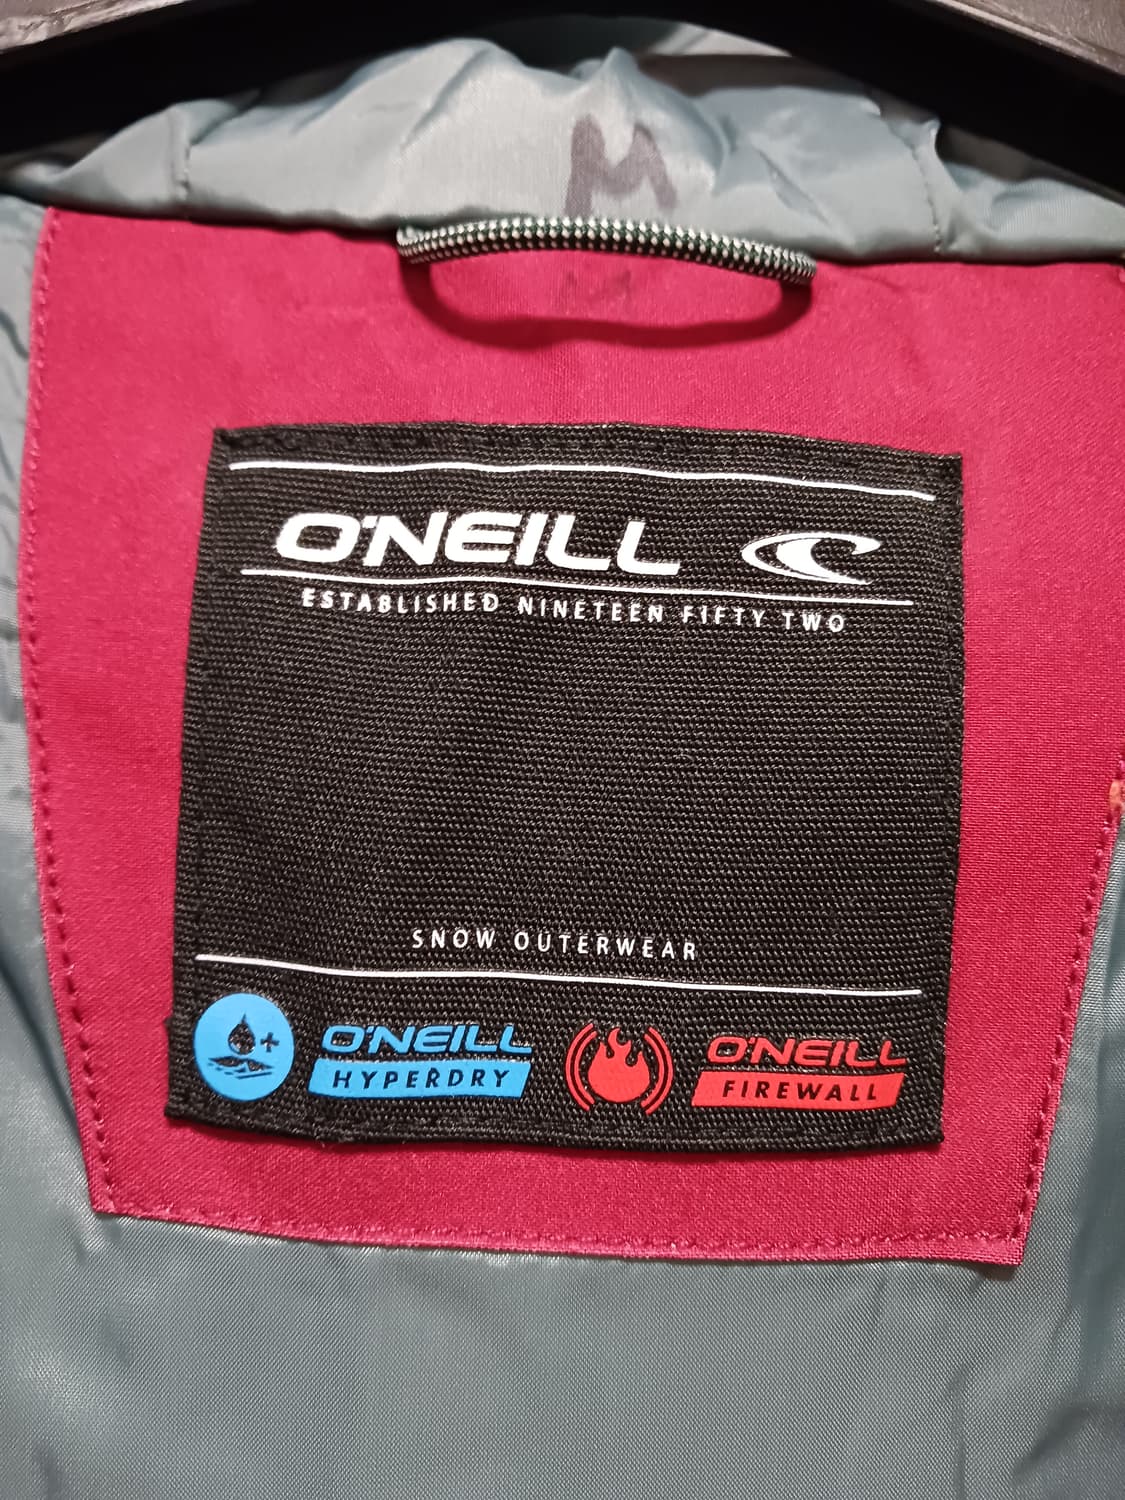 M
O'NEILL
ESTABLISHED NINETEEN FIFTY TWO
SNOW OUTERWEAR
O'NEILL
HYPERDRY
O'NEILL
FIREWALL